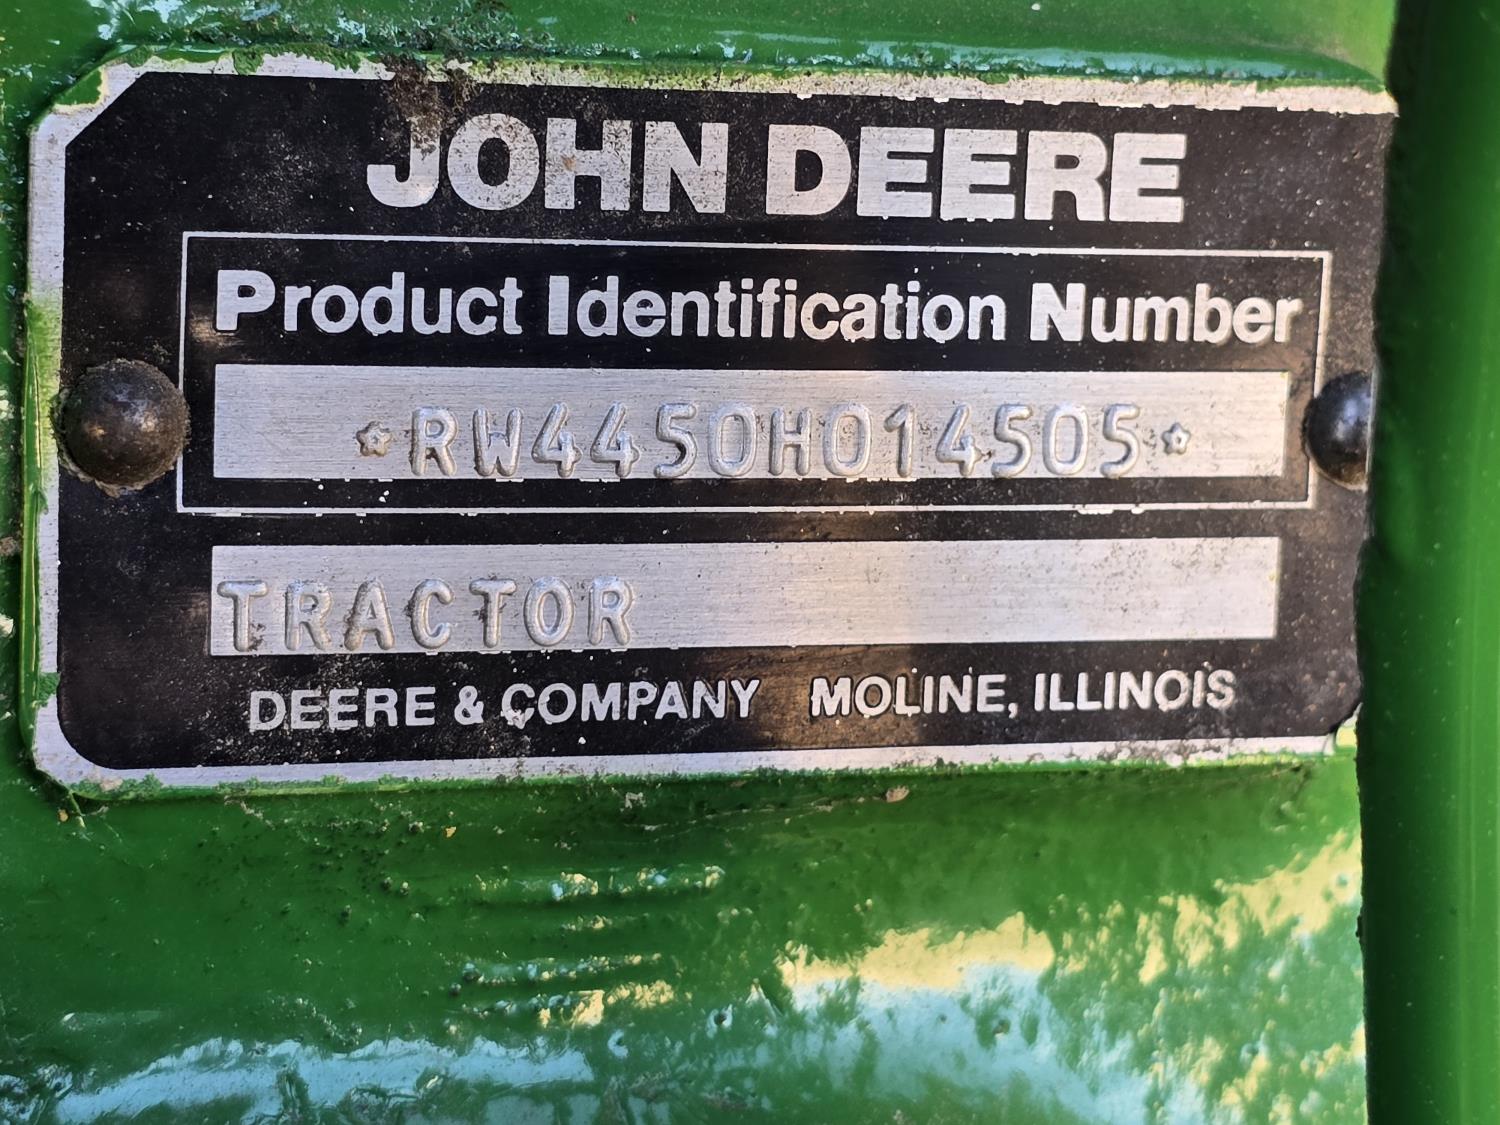 JOHN DEERE
Product Identification Number
*RW4450H014505*
TRACTOR
DEERE & COMPANY MOLINE, ILLINOIS